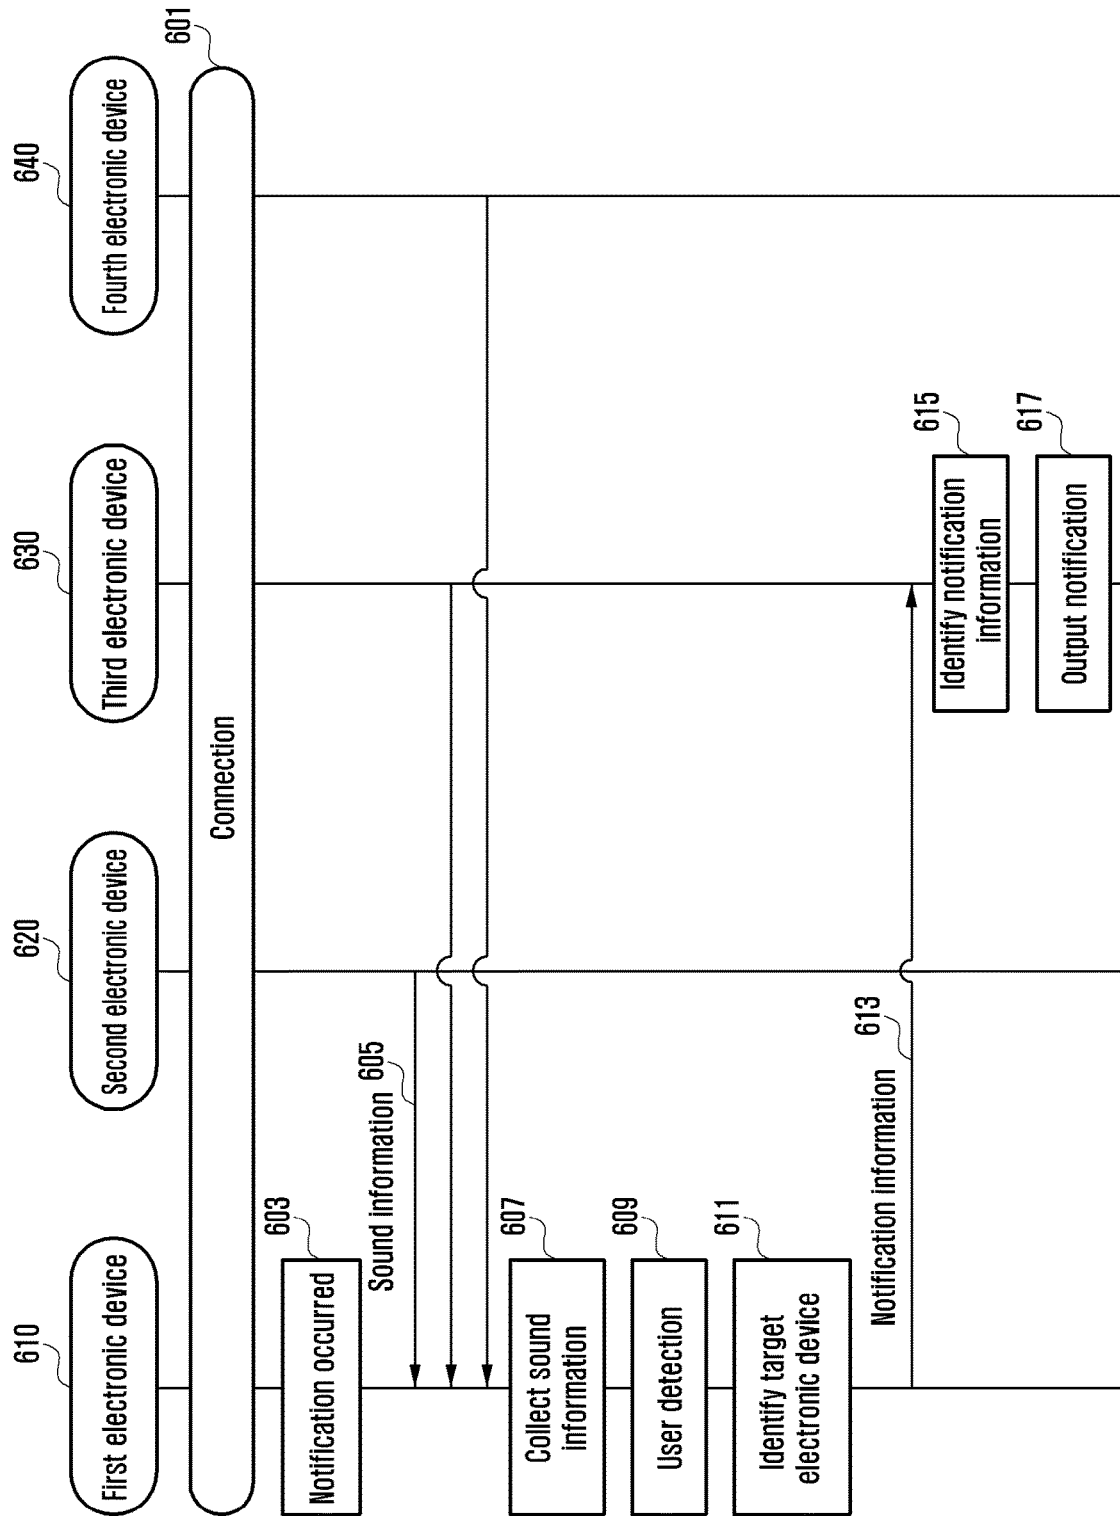 610
620
630
640
First electronic device
Second electronic device
Third electronic device
Fourth electronic device
601
Connection
603
Notification occurred
Sound information
605
607
Collect sound
information
609
User detection
611
Identify target
electronic device
Notification information
613
615
Identify notification
information
617
Output notification